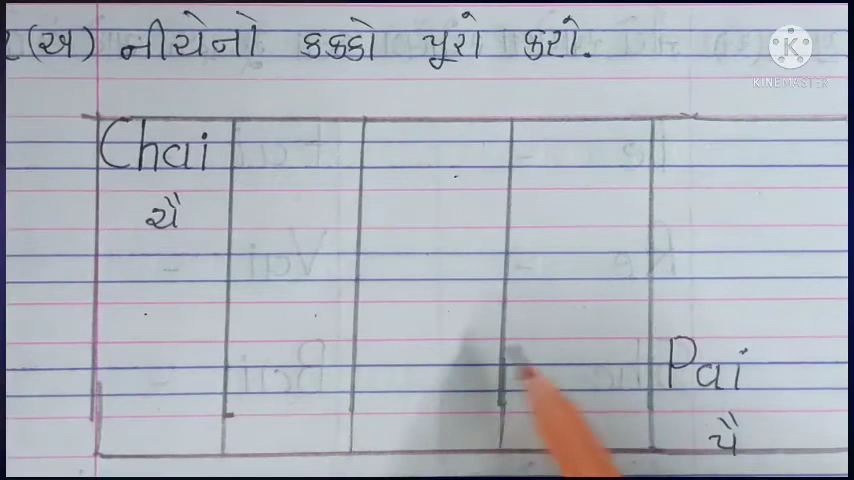 (અ) નીચેનો કક્કો પૂરો કરો.
K
KINEMASTER
Chai
ચૈ
Pai
પૈ